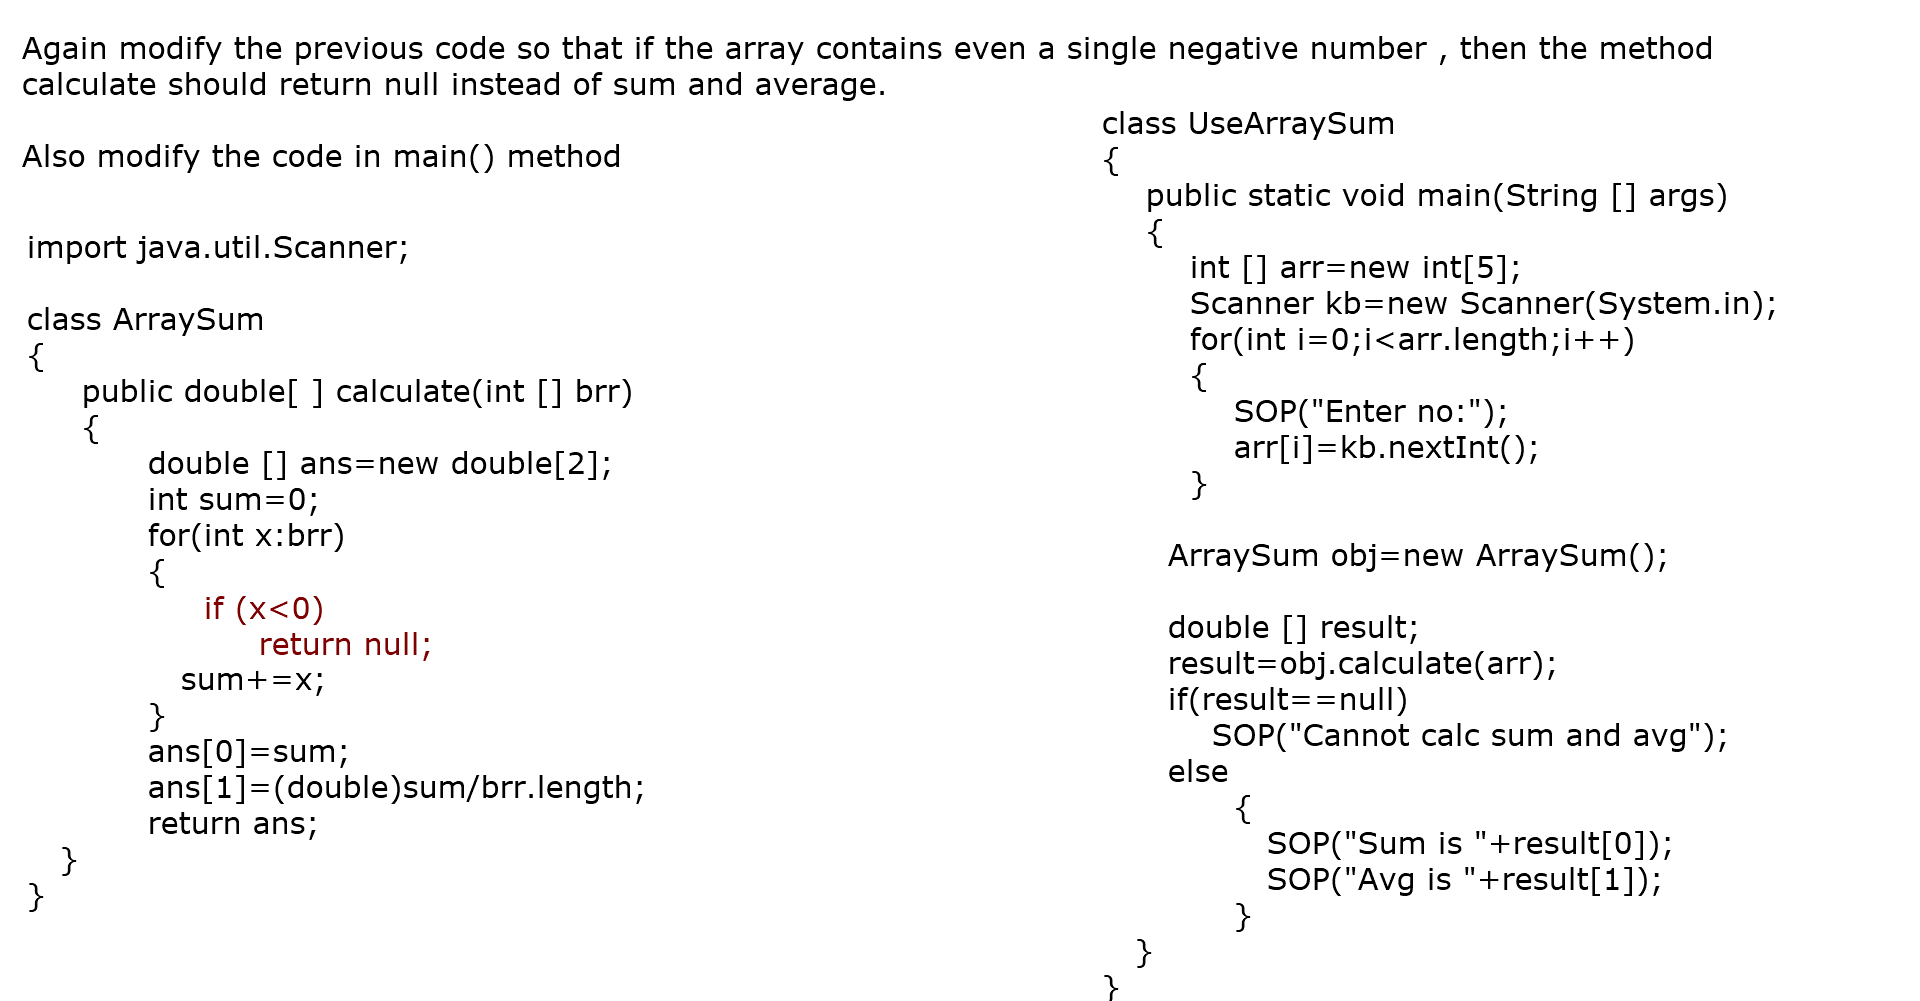 Again modify the previous code so that if the array contains even a single negative number , then the method
calculate should return null instead of sum and average.
Also modify the code in main() method
import java.util.Scanner;
class ArraySum
{
public double[ ] calculate(int [] brr)
{
double [] ans=new double[2];
int sum=0;
for(int x:brr)
{
if (x<0)
return null;
sum+=x;
}
ans[0]=sum;
ans[1]=(double)sum/brr.length;
return ans;
}
}
class UseArraySum
{
public static void main(String [] args)
{
int [] arr=new int[5];
Scanner kb=new Scanner(System.in);
for(int i=0;i<arr.length;i++)
{
SOP("Enter no:");
arr[i]=kb.nextInt();
}
ArraySum obj=new ArraySum();
double [] result;
result=obj.calculate(arr);
if(result==null)
SOP("Cannot calc sum and avg");
else
{
SOP("Sum is "+result[0]);
SOP("Avg is "+result[1]);
}
}
}